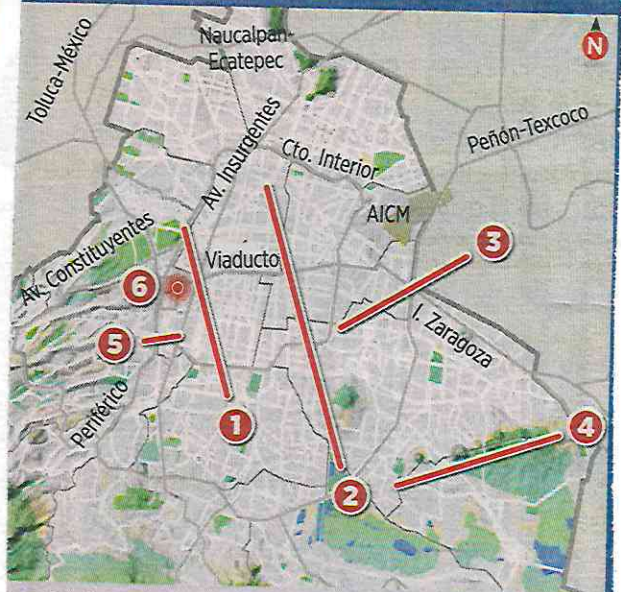 Naucalpan-
Ecatepec
N
Toluca-México
Av. Insurgentes
Cto. Interior
Peñón-Texcoco
AICM
Av. Constituyentes
Viaducto
3
6
5
I. Zaragoza
Periférico
1
4
2